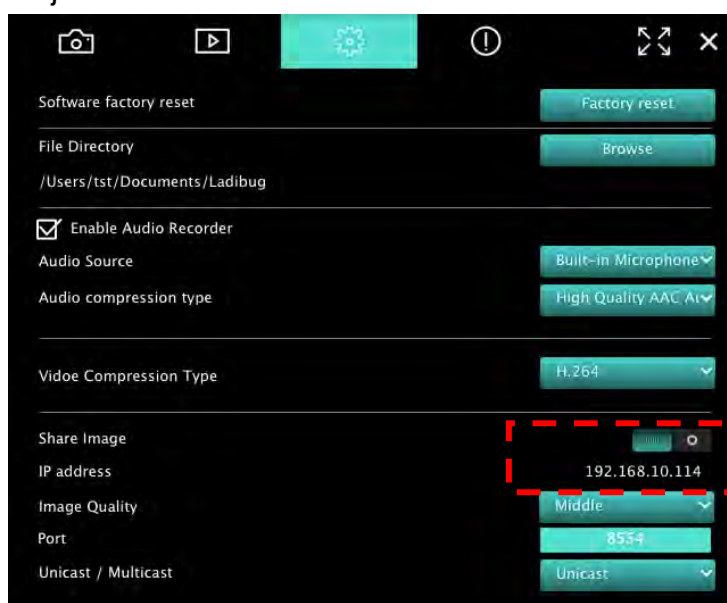 Software factory reset Factory reset
File Directory Browse
/Users/tst/Documents/Ladibug
Enable Audio Recorder
Audio Source Built-in Microphone
Audio compression type High Quality AAC Au
Vidoe Compression Type H.264
Share Image
IP address 192.168.10.114
Image Quality Middle
Port 8554
Unicast / Multicast Unicast